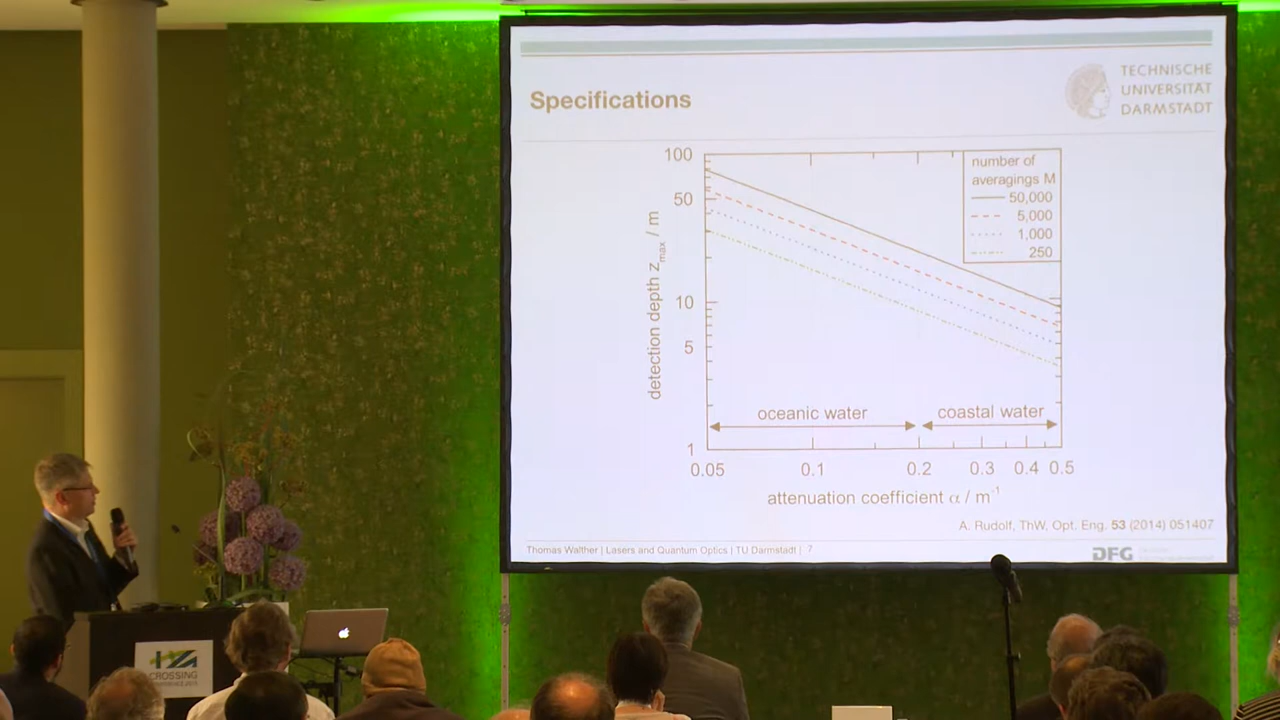 Specifications
TECHNISCHE
UNIVERSITÄT
DARMSTADT
number of
averagings M
50,000
5,000
1,000
250
100
50
10
5
1
detection depth zmax / m
oceanic water
coastal water
0.05 0.1 0.2 0.3 0.4 0.5
attenuation coefficient α / m-1
A. Rudolf, ThW, Opt. Eng. 53 (2014) 051407
Thomas Walther | Lasers and Quantum Optics | TU Darmstadt | 7
DFG
CROSSING